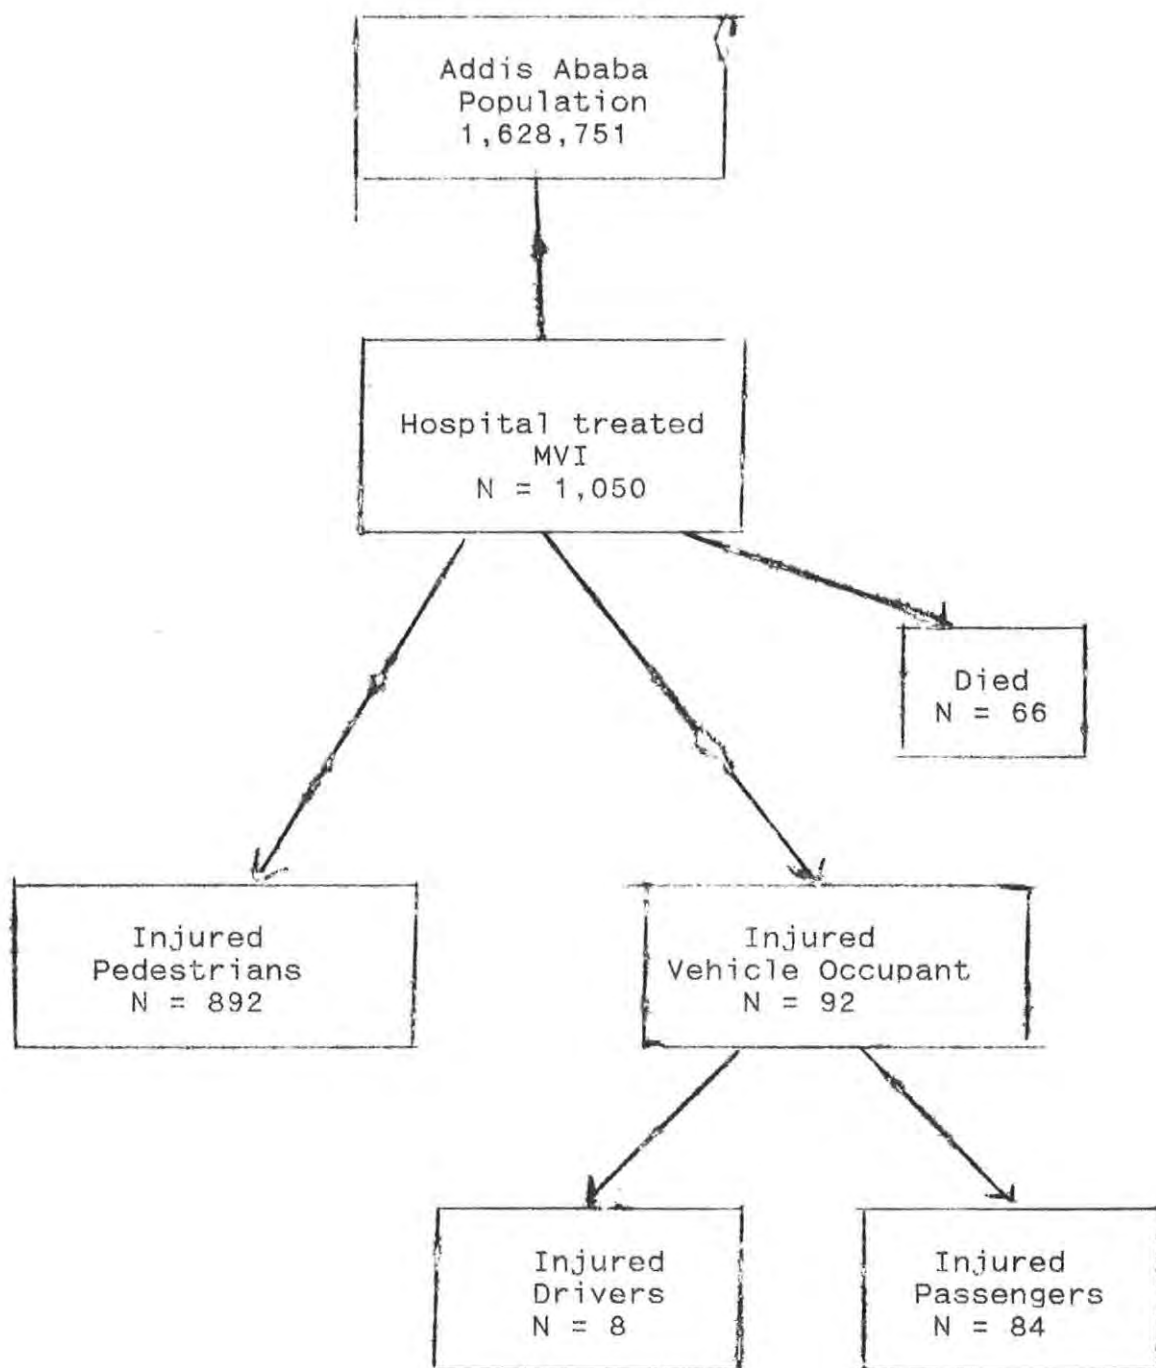 Addis Ababa
Population
1,628,751
Hospital treated
MVI
N = 1,050
Died
N = 66
Injured
Pedestrians
N = 892
Injured
Vehicle Occupant
N = 92
Injured
Drivers
N = 8
Injured
Passengers
N = 84